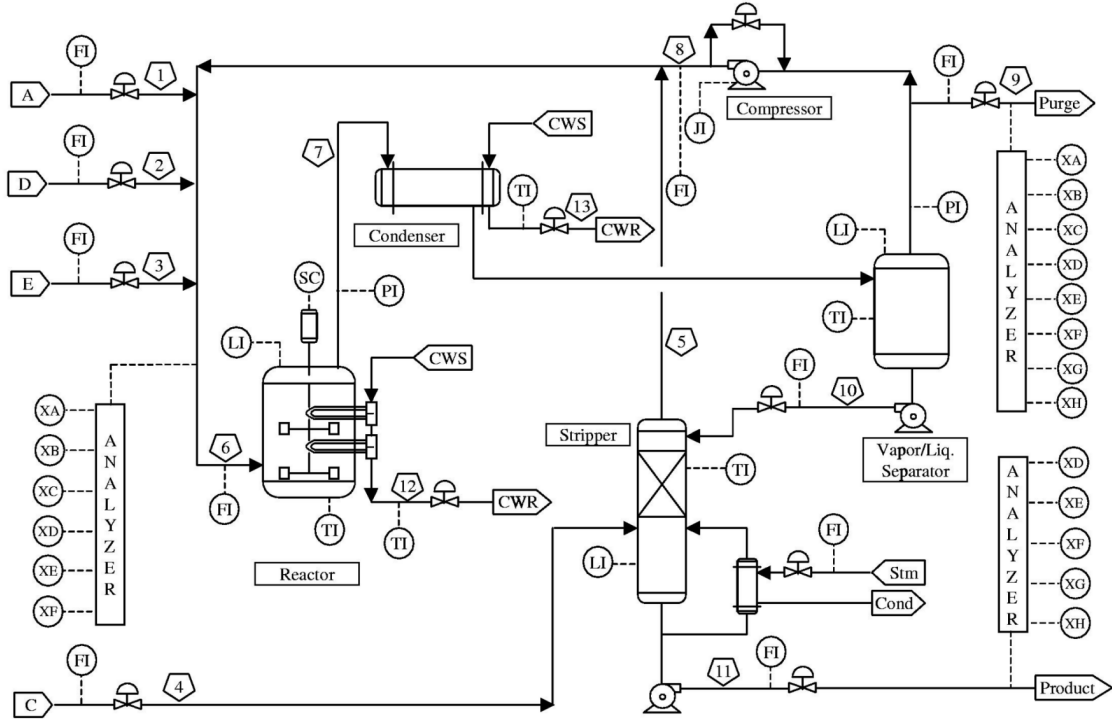 FI
A
1
FI
D
2
FI
E
3
8
JI
Compressor
FI
FI
9
Purge
7
CWS
TI
13
CWR
Condenser
SC
PI
LI
CWS
6
FI
12
CWR
TI
TI
Reactor
XA
XB
XC
XD
XE
XF
ANALYZER
5
LI
PI
TI
FI
10
Vapor/Liq.
Separator
Stripper
TI
LI
FI
Stm
Cond
ANALYZER
XA
XB
XC
XD
XE
XF
XG
XH
ANALYZER
XD
XE
XF
XG
XH
FI
C
4
11
FI
Product